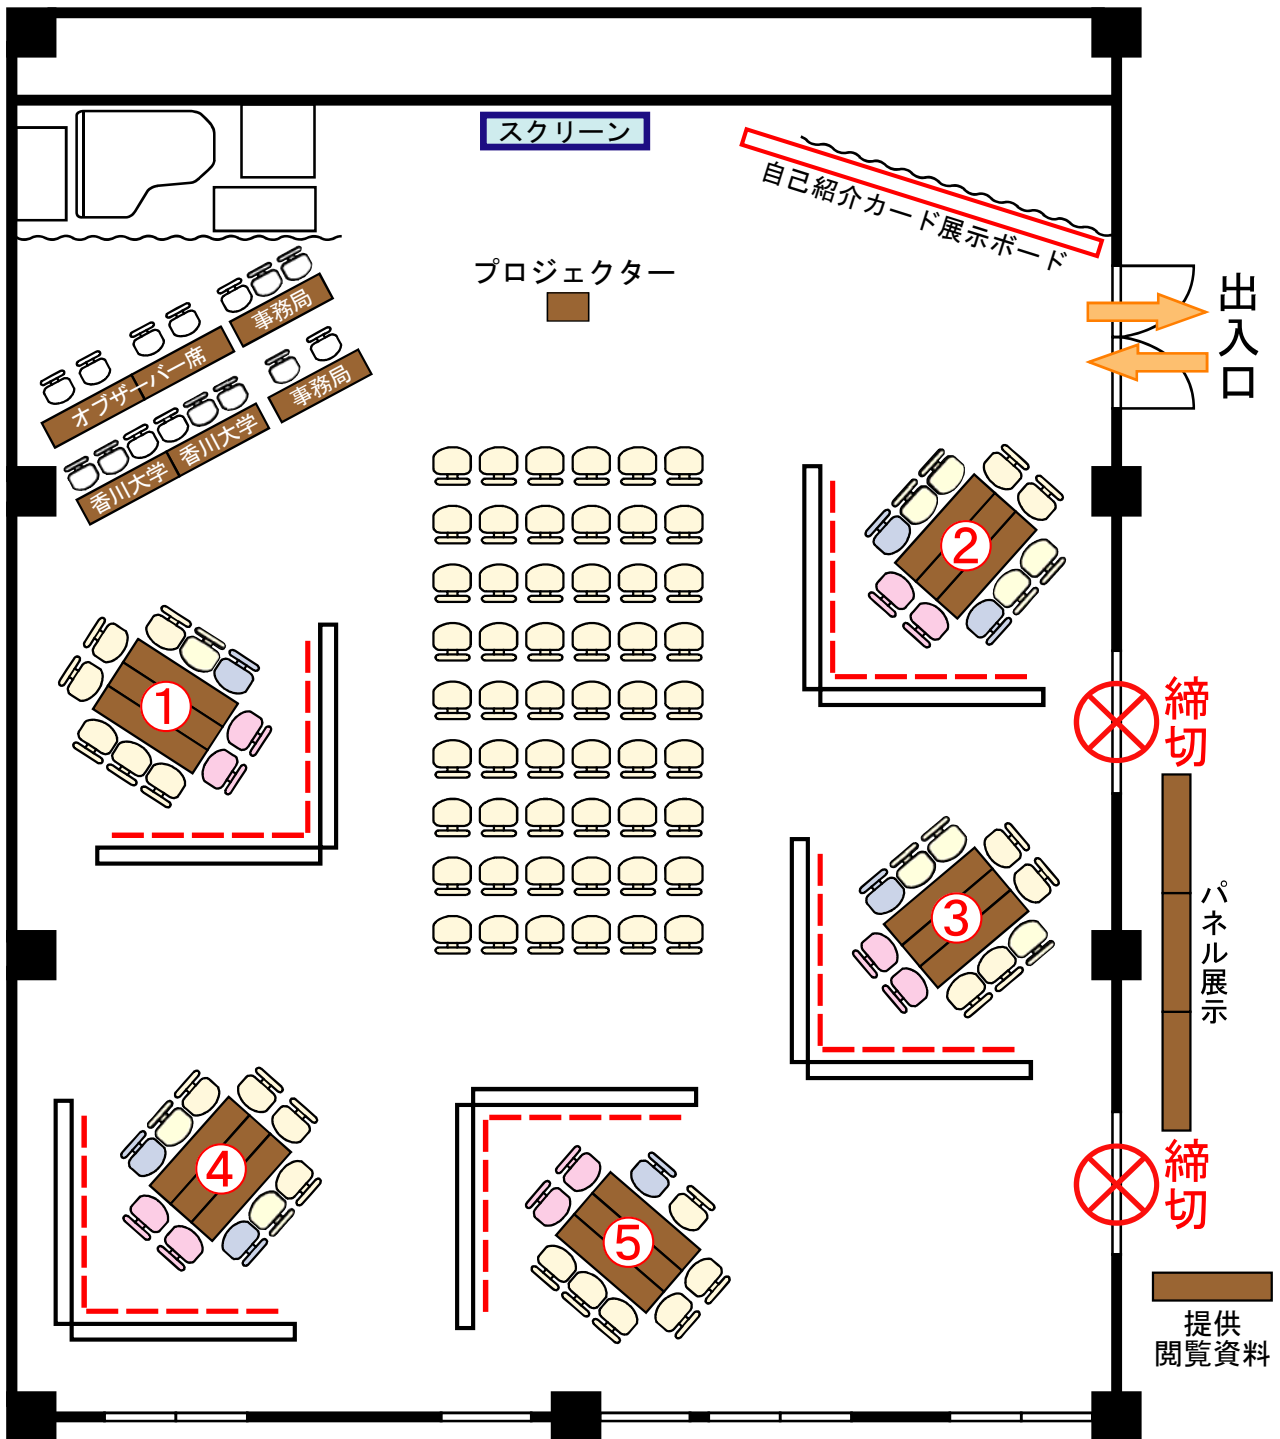 スクリーン
自己紹介カード展示ボード
プロジェクター
出入口
事務局
オブザーバー席
事務局
香川大学
香川大学
②
①
締切
③
パネル展示
④
⑤
締切
提供
閲覧資料